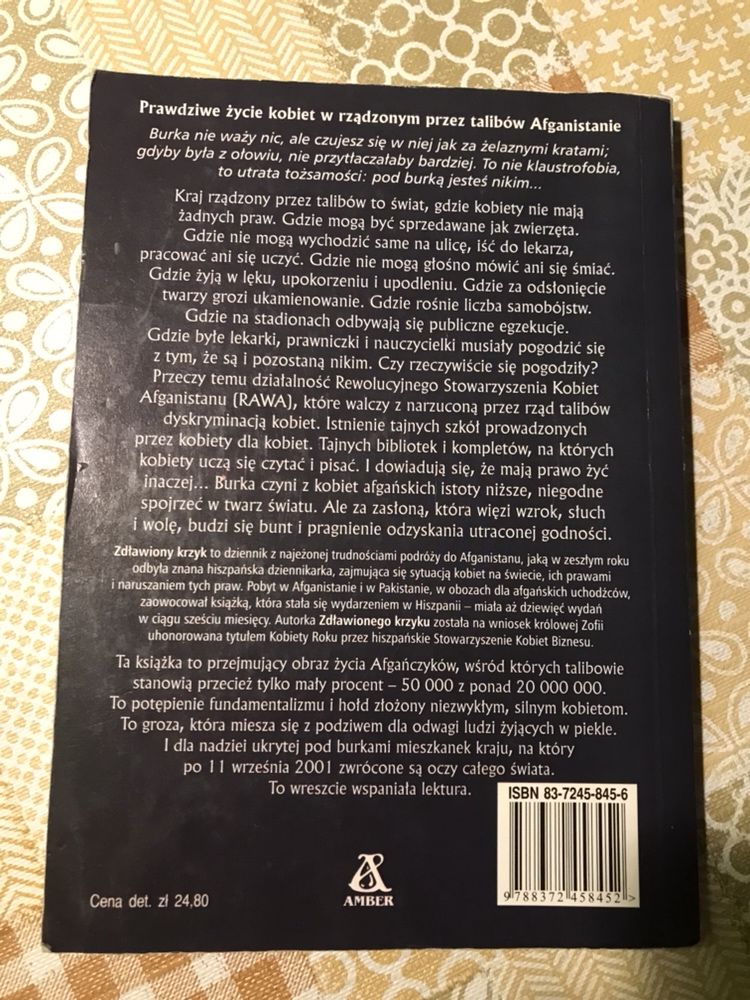 Prawdziwe życie kobiet w rządzonym przez talibów Afganistanie
Burka nie waży nic, ale czujesz się w niej jak za żelaznymi kratami;
gdyby była z ołowiu, nie przytłaczałaby bardziej. To nie klaustrofobia,
to utrata tożsamości: pod burką jesteś nikim...
Kraj rządzony przez talibów to świat, gdzie kobiety nie mają
żadnych praw. Gdzie mogą być sprzedawane jak zwierzęta.
Gdzie nie mogą wychodzić same na ulicę, iść do lekarza,
pracować ani się uczyć. Gdzie nie mogą głośno mówić ani się śmiać.
Gdzie żyją w lęku, upokorzeniu i upodleniu. Gdzie za odsłonięcie
twarzy grozi ukamienowanie. Gdzie rośnie liczba samobójstw.
Gdzie na stadionach odbywają się publiczne egzekucje.
Gdzie byłe lekarki, prawniczki i nauczycielki musiały pogodzić się
z tym, że są i pozostaną nikim. Czy rzeczywiście się pogodziły?
Przeczy temu działalność Rewolucyjnego Stowarzyszenia Kobiet
Afganistanu (RAWA), które walczy z narzuconą przez rząd talibów
dyskryminacją kobiet. Istnienie tajnych szkół prowadzonych
przez kobiety dla kobiet. Tajnych bibliotek i kompletów, na których
kobiety uczą się czytać i pisać. I dowiadują się, że mają prawo żyć
inaczej... Burka czyni z kobiet afgańskich istoty niższe, niegodne
spojrzeć w twarz światu. Ale za zasłoną, która więzi wzrok, słuch
i wolę, budzi się bunt i pragnienie odzyskania utraconej godności.
Zdławiony krzyk to dziennik z najeżonej trudnościami podróży do Afganistanu, jaką w zeszłym roku
odbyła znana hiszpańska dziennikarka, zajmująca się sytuacją kobiet na świecie, ich prawami
i naruszaniem tych praw. Pobyt w Afganistanie i w Pakistanie, w obozach dla afgańskich uchodźców,
zaowocował książką, która stała się wydarzeniem w Hiszpanii – miała aż dziewięć wydań
w ciągu sześciu miesięcy. Autorka Zdławionego krzyku została na wniosek królowej Zofii
uhonorowana tytułem Kobiety Roku przez hiszpańskie Stowarzyszenie Kobiet Biznesu.
Ta książka to przejmujący obraz życia Afgańczyków, wśród których talibowie
stanowią przecież tylko mały procent – 50 000 z ponad 20 000 000.
To potępienie fundamentalizmu i hołd złożony niezwykłym, silnym kobietom.
To groza, która miesza się z podziwem dla odwagi ludzi żyjących w piekle.
I dla nadziei ukrytej pod burkami mieszkanek kraju, na który
po 11 września 2001 zwrócone są oczy całego świata.
To wreszcie wspaniała lektura.
ISBN 83-7245-845-6
9 788372 458452 >
AMBER
Cena det. zł 24,80